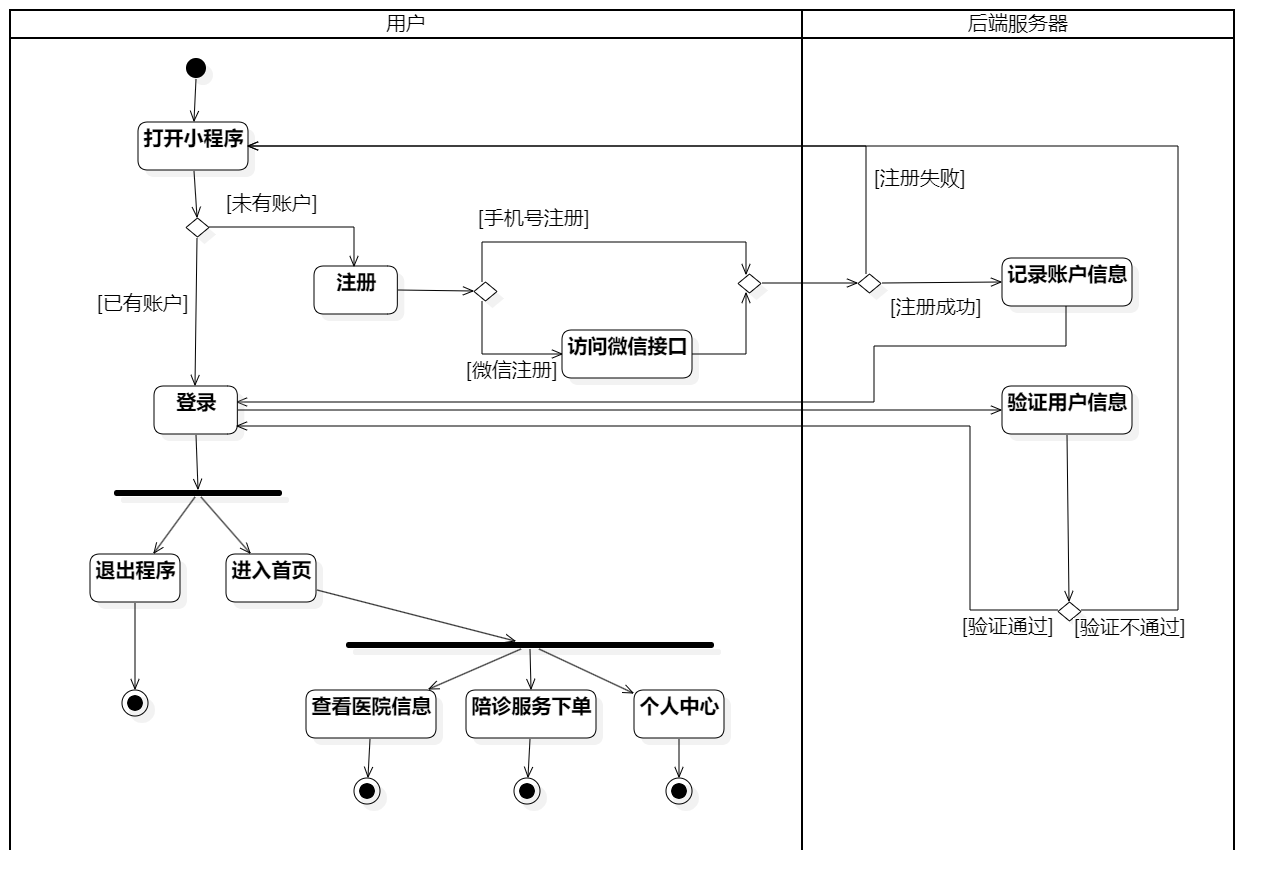 用户
后端服务器
打开小程序
[注册失败]
[未有账户]
[手机号注册]
注册
记录账户信息
[已有账户]
[注册成功]
访问微信接口
[微信注册]
登录
验证用户信息
退出程序
进入首页
[验证通过]
[验证不通过]
查看医院信息
陪诊服务下单
个人中心